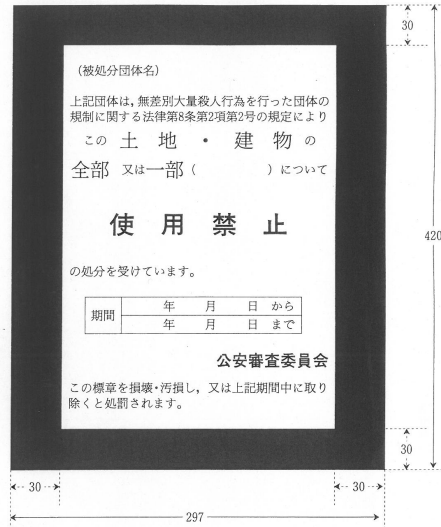 (被処分団体名)
30
上記団体は,無差別大量殺人行為を行った団体の
規制に関する法律第8条第2項第2号の規定により
この 土 地 ・ 建 物 の
全部 又は一部( )について
使 用 禁 止
420
の処分を受けています。
期間 年 月 日 から
年 月 日 まで
公安審査委員会
この標章を損壊・汚損し,又は上記期間中に取り
除くと処罰されます。
30
30
30
297